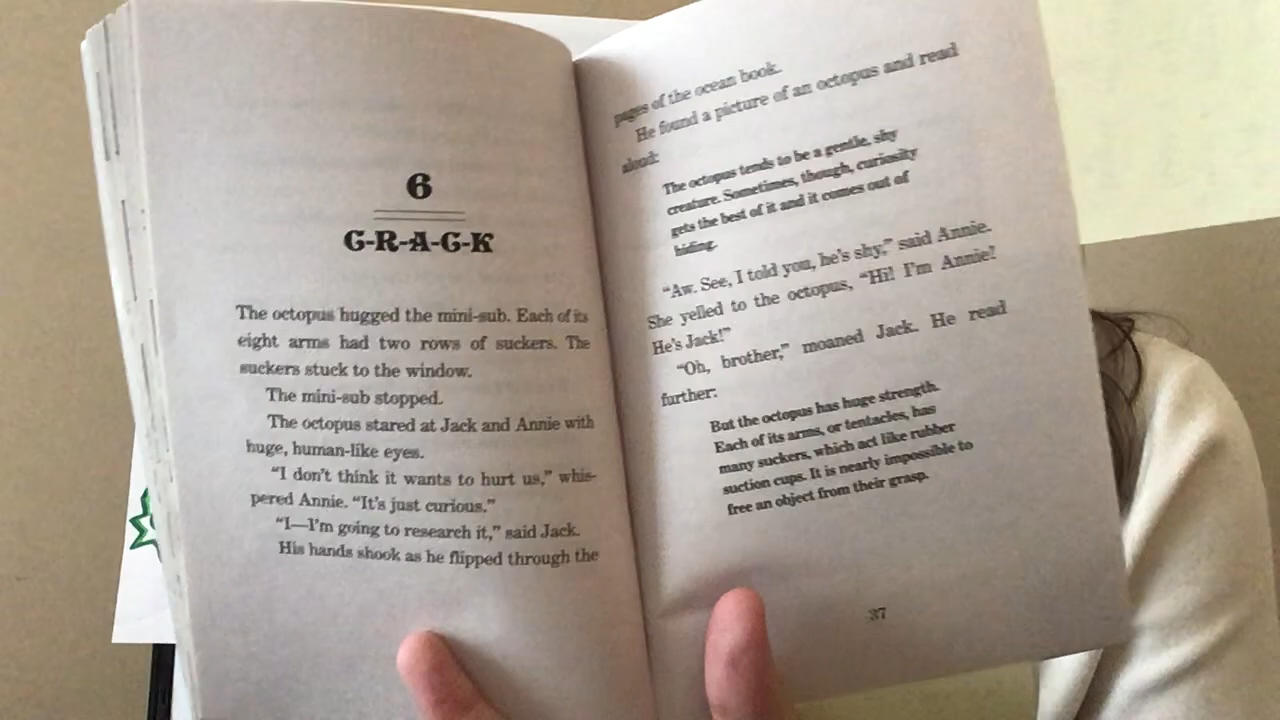 6
C-R-A-C-K
The octopus hugged the mini-sub. Each of its
eight arms had two rows of suckers. The
suckers stuck to the window.
The mini-sub stopped.
The octopus stared at Jack and Annie with
huge, human-like eyes.
“I don’t think it wants to hurt us,” whis-
pered Annie. “It’s just curious.”
“I—I’m going to research it,” said Jack.
His hands shook as he flipped through the
pages of the ocean book.
He found a picture of an octopus and read
aloud:
The octopus tends to be a gentle, shy
creature. Sometimes, though, curiosity
gets the best of it and it comes out of
hiding.
“Aw. See, I told you, he’s shy,” said Annie.
She yelled to the octopus, “Hi! I’m Annie!
He’s Jack!”
“Oh, brother,” moaned Jack. He read
further:
But the octopus has huge strength.
Each of its arms, or tentacles, has
many suckers, which act like rubber
suction cups. It is nearly impossible to
free an object from their grasp.
37